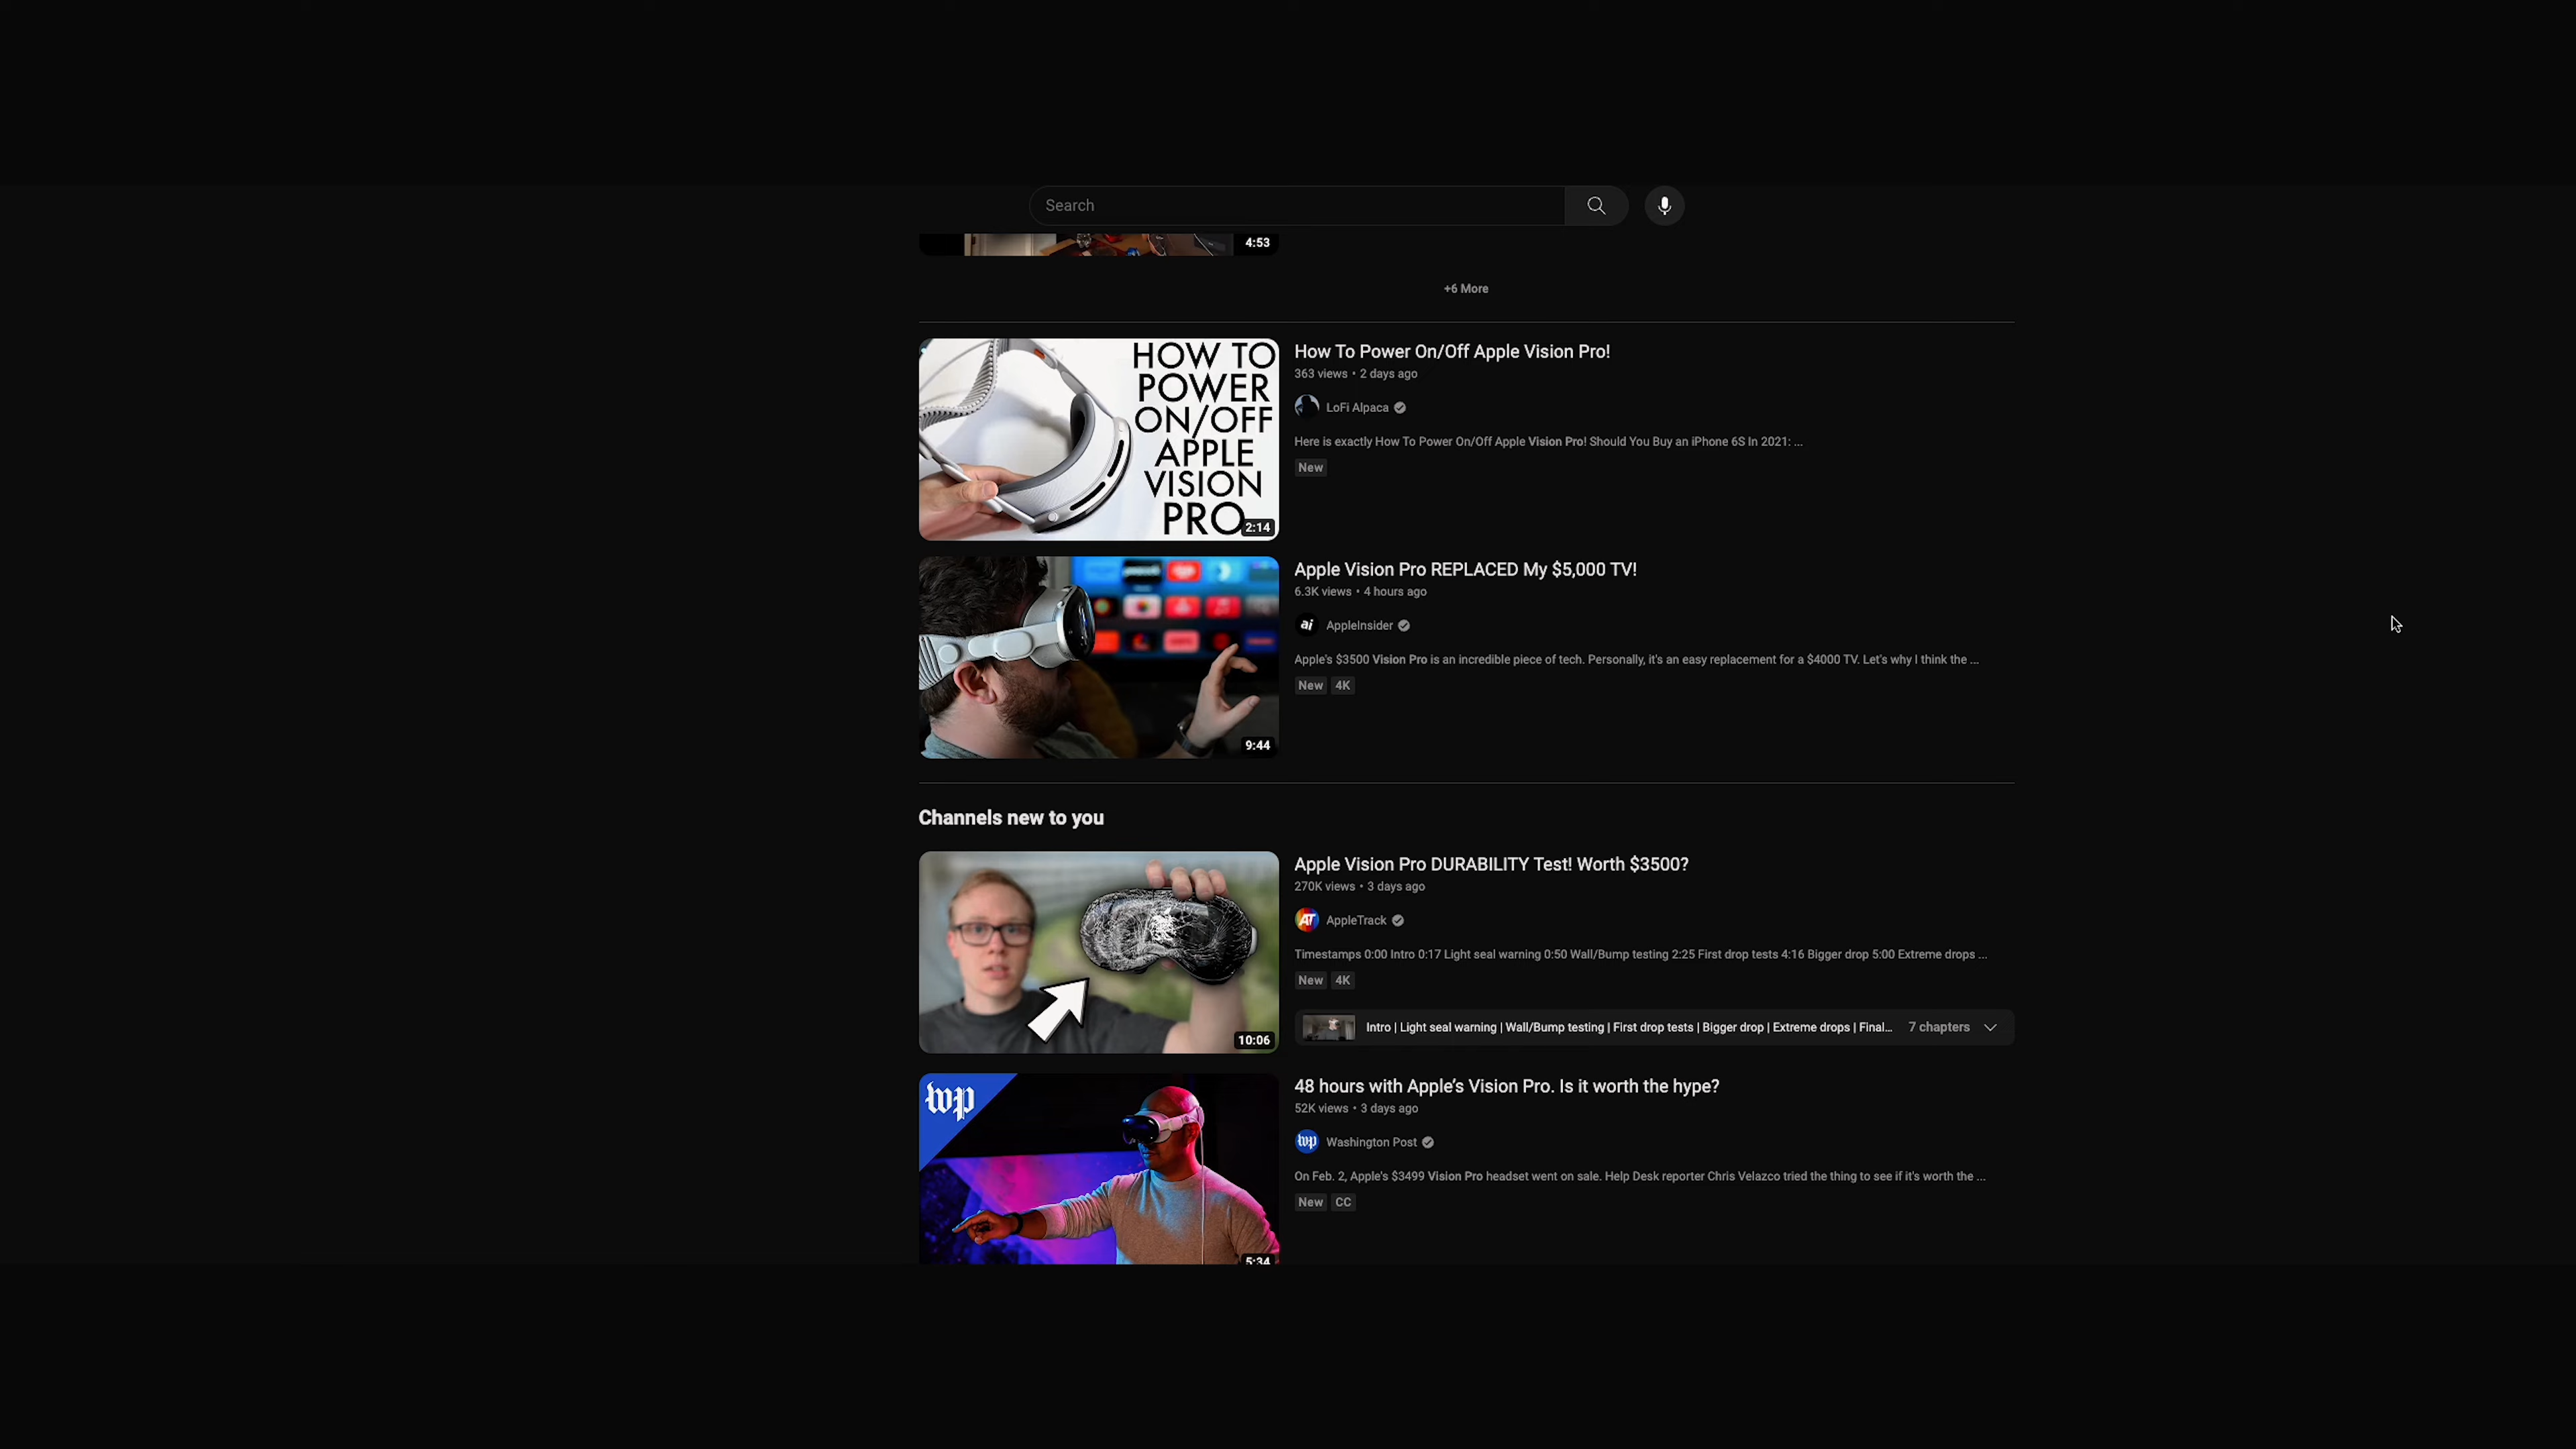 Search
4:53
+6 More
HOW TO
POWER
ON/OFF
APPLE
VISION
PRO
2:14
How To Power On/Off Apple Vision Pro!
363 views • 2 days ago
LoFi Alpaca
Here is exactly How To Power On/Off Apple Vision Pro! Should You Buy an iPhone 6S In 2021: ...
New
9:44
Apple Vision Pro REPLACED My $5,000 TV!
6.3K views • 4 hours ago
ai AppleInsider
Apple's $3500 Vision Pro is an incredible piece of tech. Personally, it's an easy replacement for a $4000 TV. Let's why I think the ...
New 4K
Channels new to you
10:06
Apple Vision Pro DURABILITY Test! Worth $3500?
270K views • 3 days ago
AT AppleTrack
Timestamps 0:00 Intro 0:17 Light seal warning 0:50 Wall/Bump testing 2:25 First drop tests 4:16 Bigger drop 5:00 Extreme drops ...
New 4K
Intro | Light seal warning | Wall/Bump testing | First drop tests | Bigger drop | Extreme drops | Final... 7 chapters
wp
5:34
48 hours with Apple’s Vision Pro. Is it worth the hype?
52K views • 3 days ago
wp Washington Post
On Feb. 2, Apple's $3499 Vision Pro headset went on sale. Help Desk reporter Chris Velazco tried the thing to see if it's worth the ...
New CC